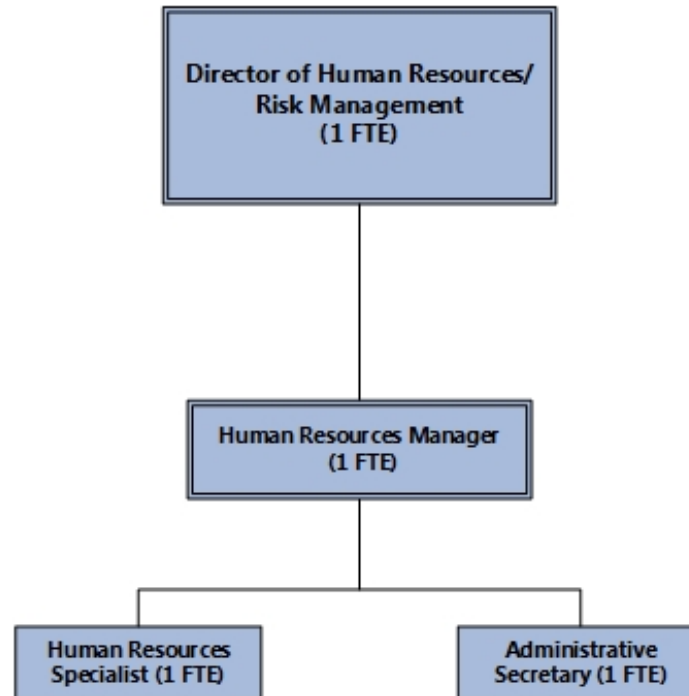 Director of Human Resources/
Risk Management
(1 FTE)
Human Resources Manager
(1 FTE)
Human Resources
Specialist (1 FTE)
Administrative
Secretary (1 FTE)